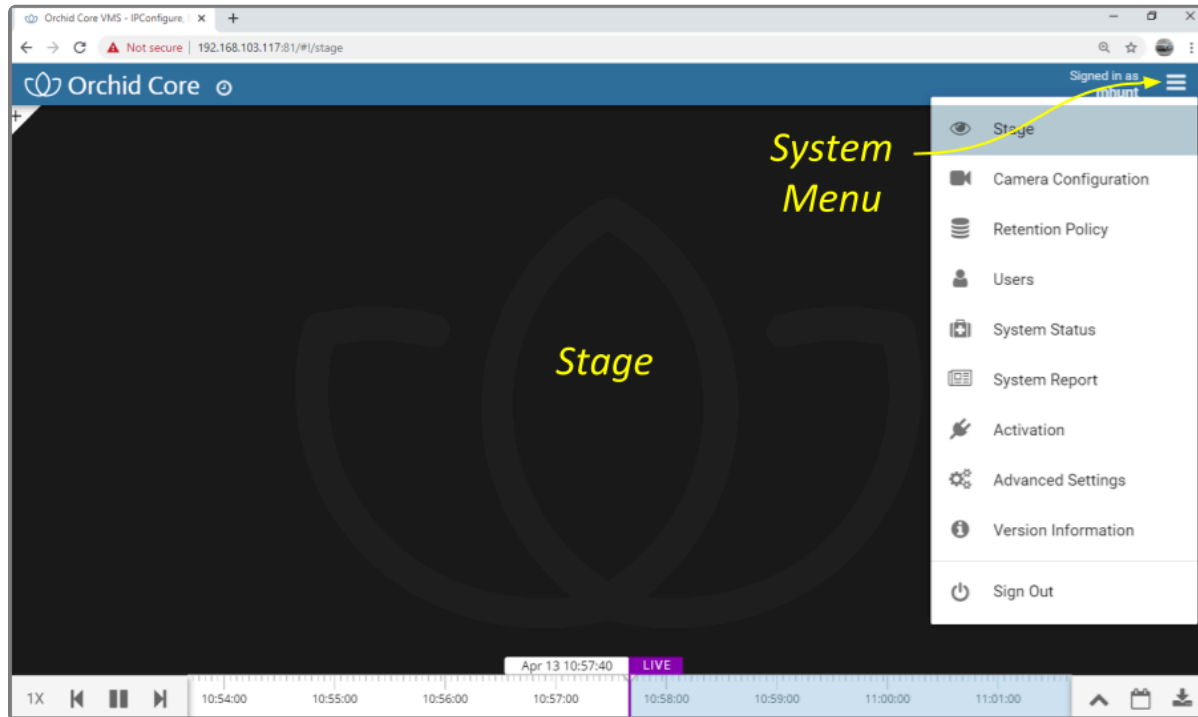 Orchid Core VMS - IPConfigure, 
Not secure | 192.168.103.117:81/#!/stage
Orchid Core
Signed in as
mhunt
System
Menu
Stage
Camera Configuration
Retention Policy
Users
System Status
System Report
Activation
Advanced Settings
Version Information
Sign Out
Stage
Apr 13 10:57:40 LIVE
1X 10:54:00 10:55:00 10:56:00 10:57:00 10:58:00 10:59:00 11:00:00 11:01:00